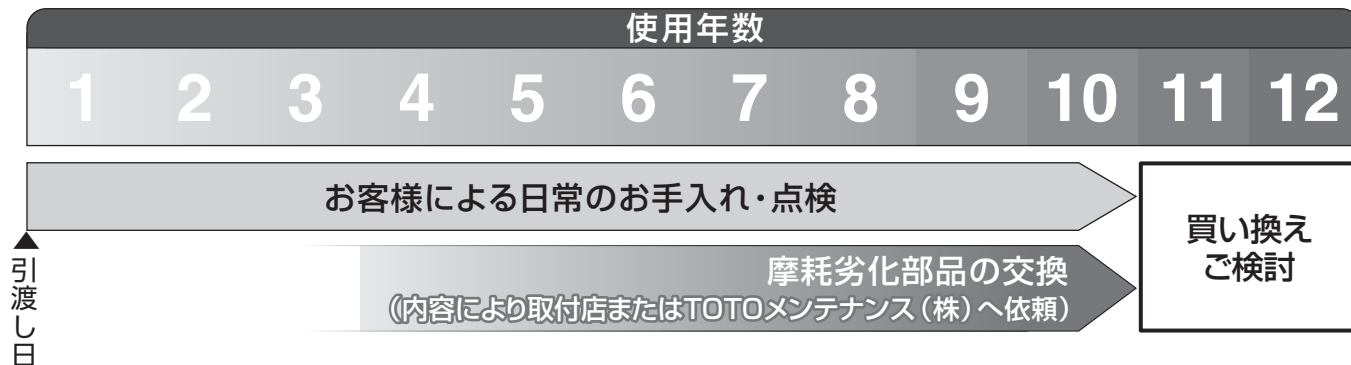 使用年数
1 2 3 4 5 6 7 8 9 10 11 12
お客様による日常のお手入れ・点検
摩耗劣化部品の交換
(内容により取付店またはTOTOメンテナンス(株)へ依頼)
買い換え
ご検討
引渡し日